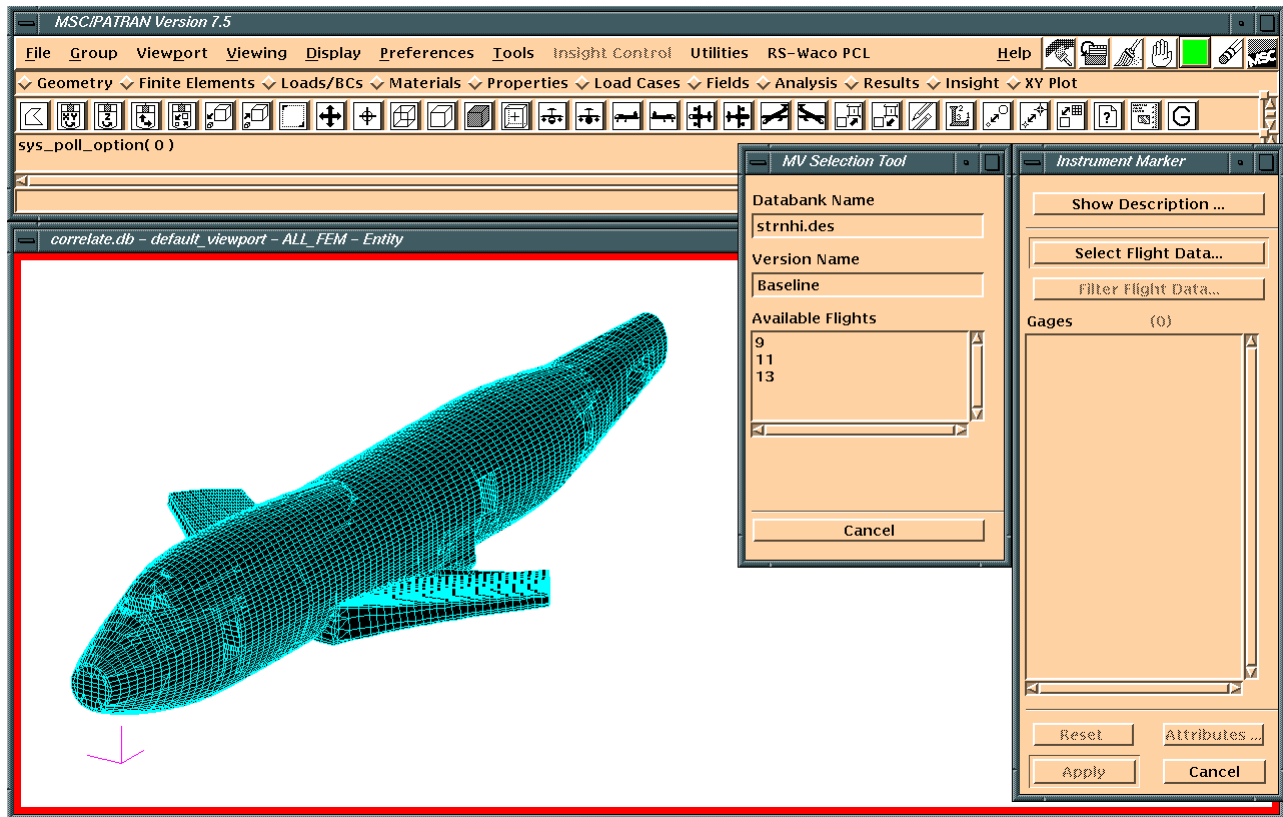 MSC/PATRAN Version 7.5
File Group Viewport Viewing Display Preferences Tools Insight Control Utilities RS-Waco PCL Help
MSC
Geometry Finite Elements Loads/BCs Materials Properties Load Cases Fields Analysis Results Insight XY Plot
XY Z G
sys_poll_option( 0 )
correlate.db - default_viewport - ALL_FEM - Entity
MV Selection Tool
Databank Name
strnhi.des
Version Name
Baseline
Available Flights
9
11
13
Cancel
Instrument Marker
Show Description ...
Select Flight Data...
Filter Flight Data...
Gages (0)
Reset Attributes ...
Apply Cancel